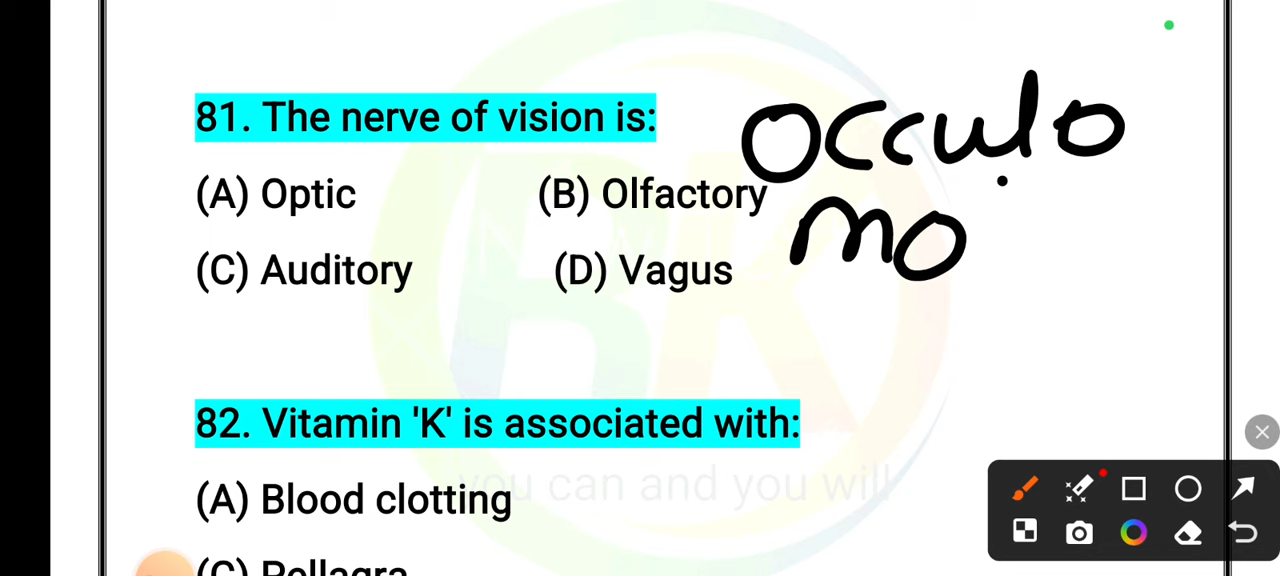 81. The nerve of vision is:
occulo
(A) Optic (B) Olfactory
mo
(C) Auditory (D) Vagus
82. Vitamin 'K' is associated with:
you can and you will
(A) Blood clotting
(C) Pellagra